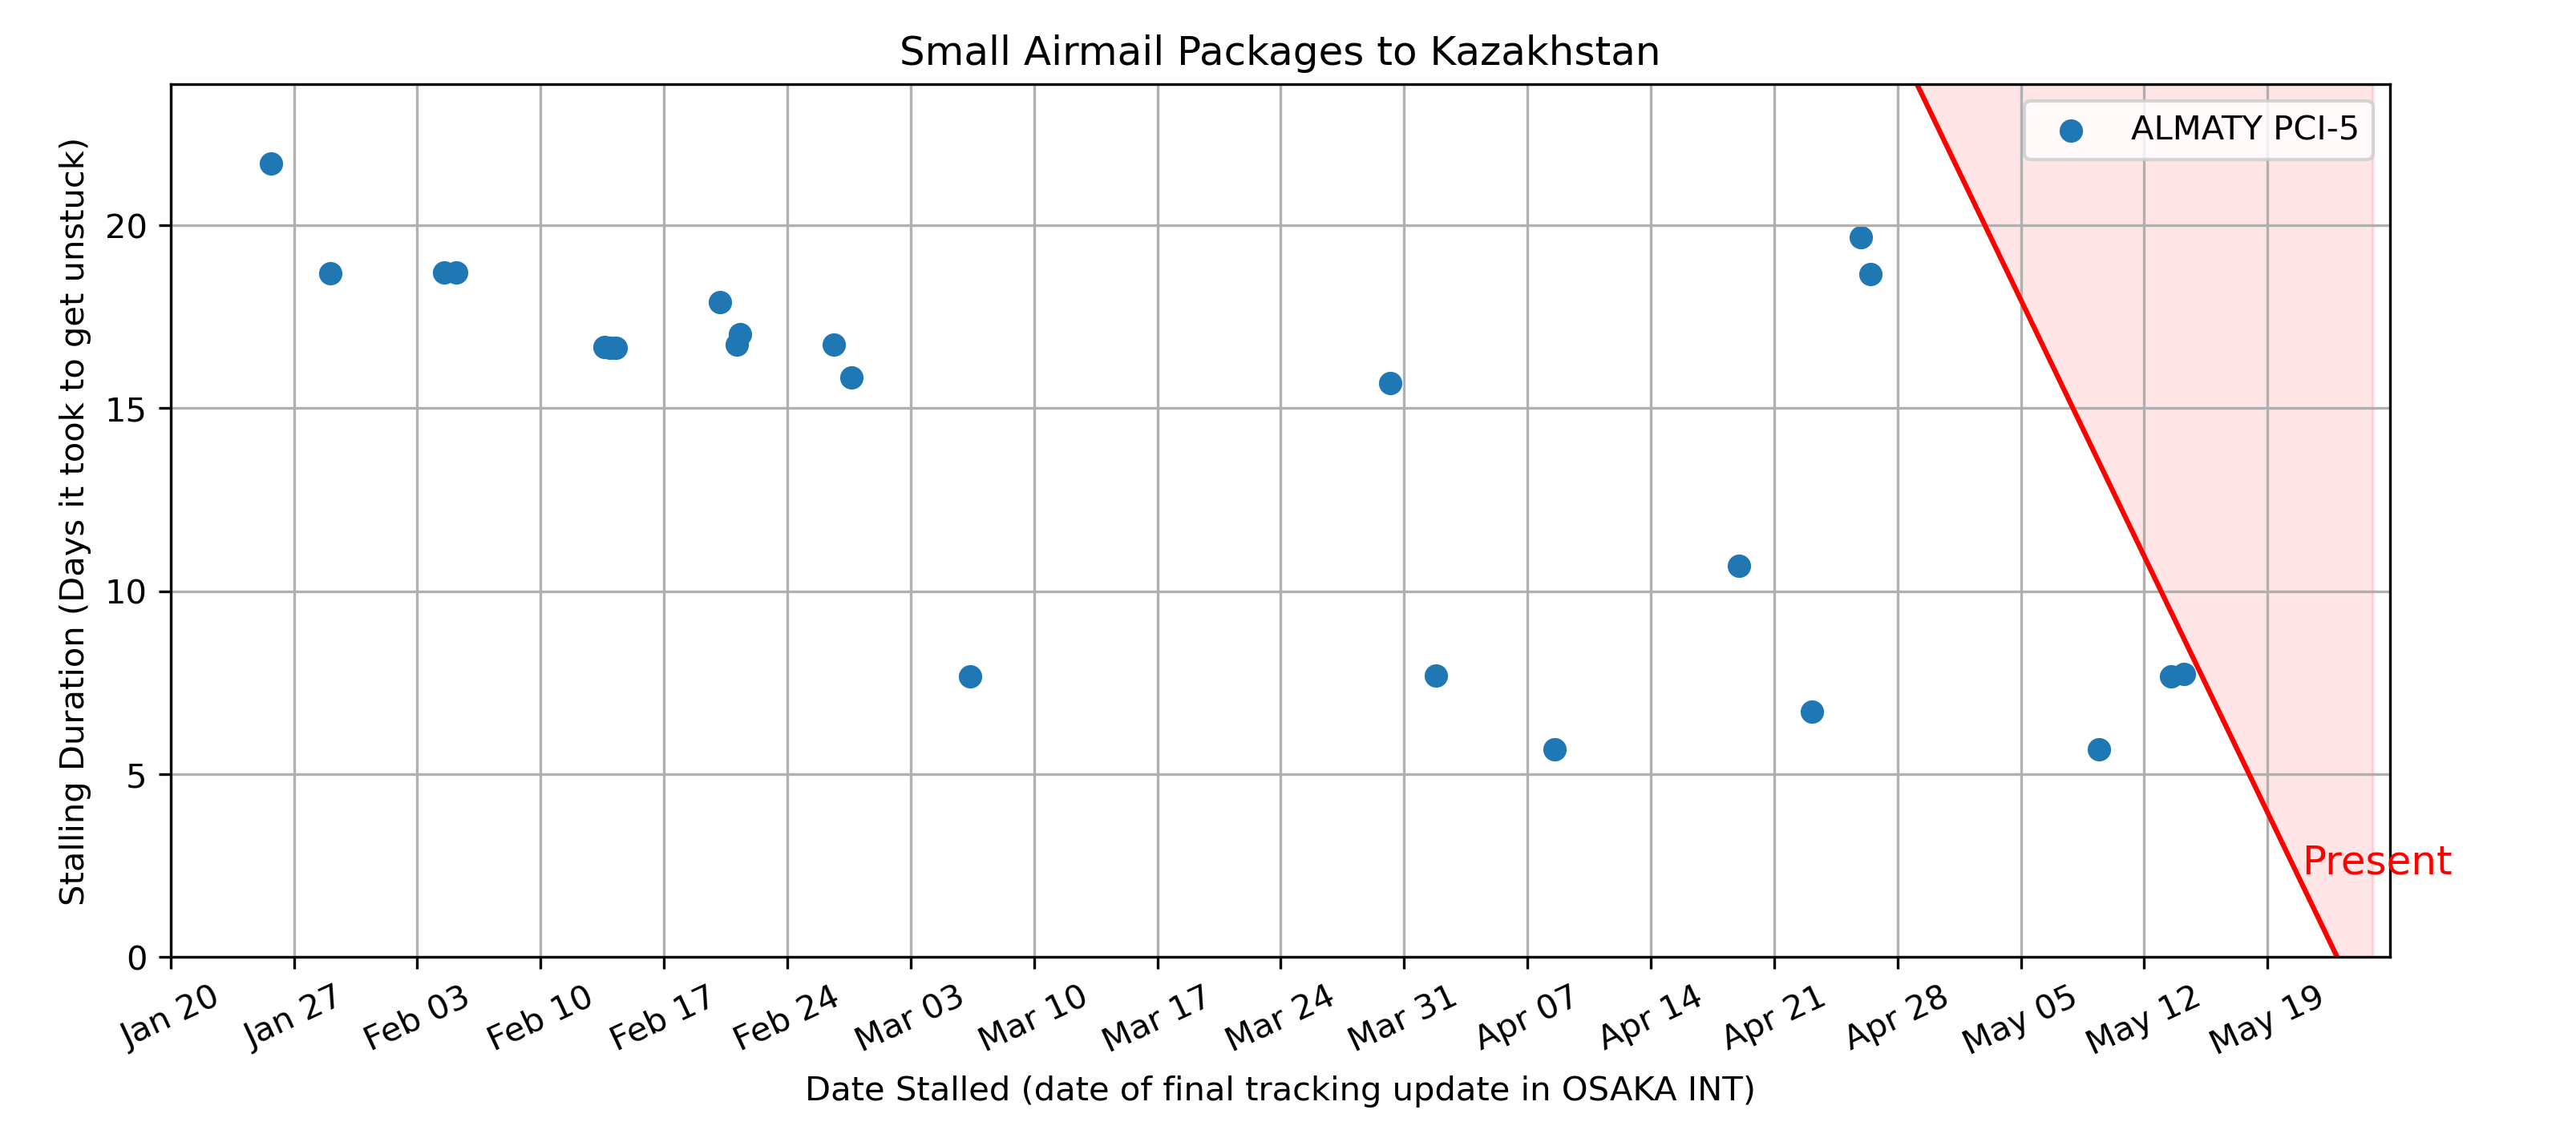 Small Airmail Packages to Kazakhstan
ALMATY PCI-5
Stalling Duration (Days it took to get unstuck)
20
15
10
5
0
Present
Jan 20
Jan 27
Feb 03
Feb 10
Feb 17
Feb 24
Mar 03
Mar 10
Mar 17
Mar 24
Mar 31
Apr 07
Apr 14
Apr 21
Apr 28
May 05
May 12
May 19
Date Stalled (date of final tracking update in OSAKA INT)